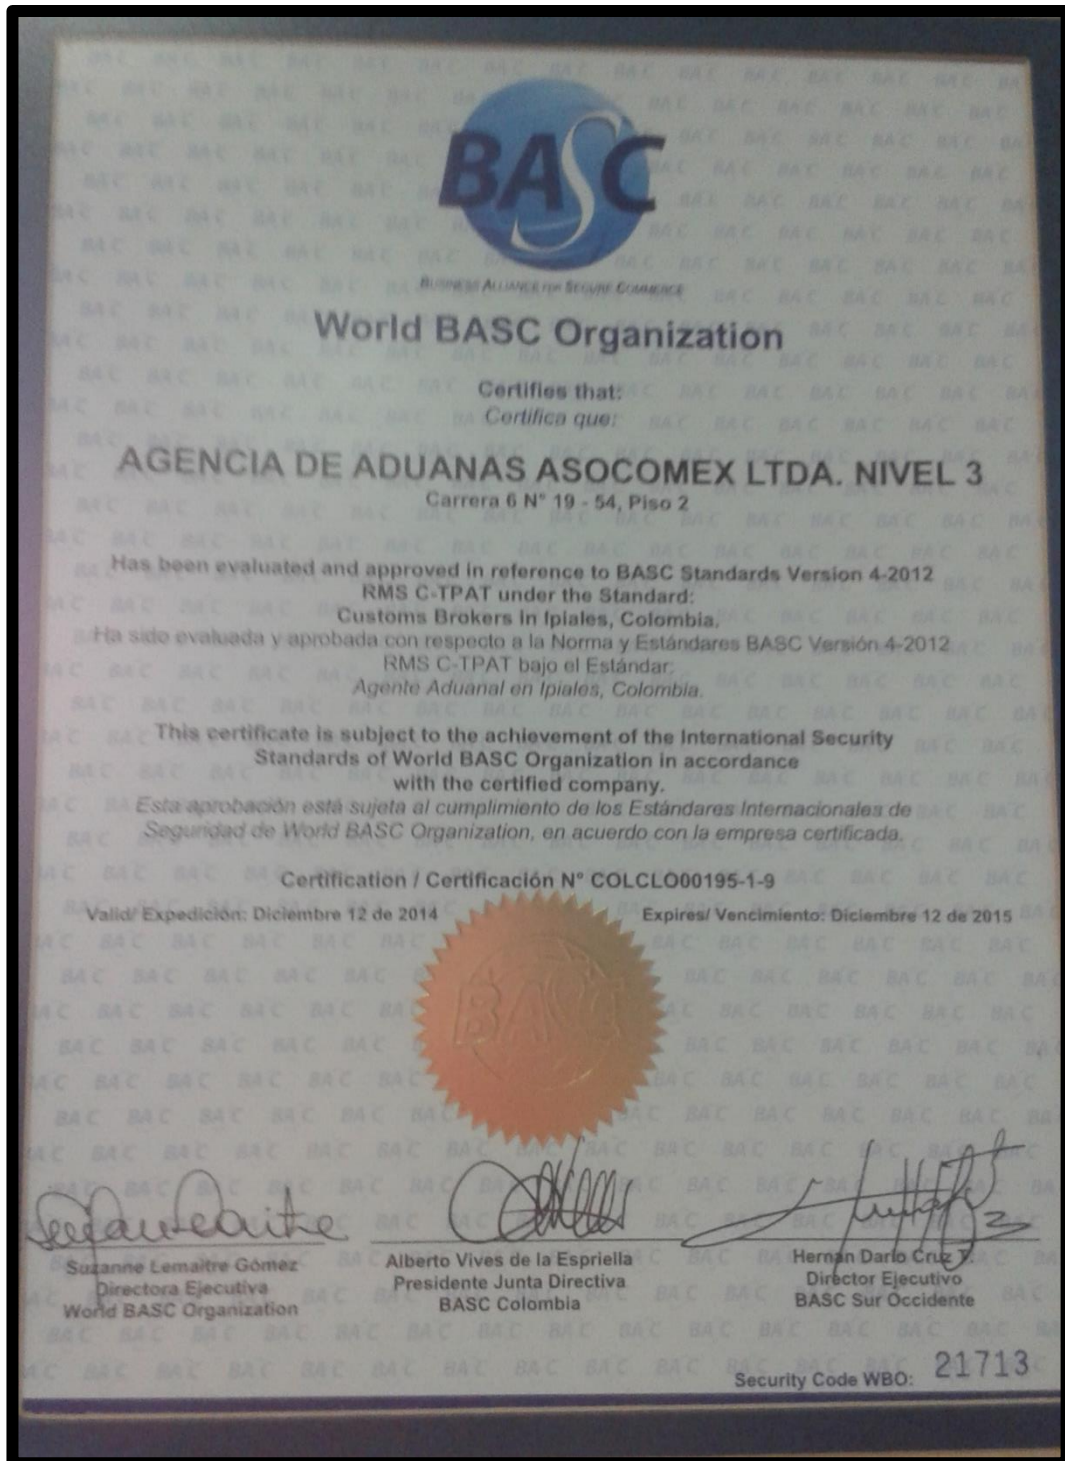 BASC
BUSINESS ALLIANCE FOR SECURE COMMERCE
World BASC Organization
Certifies that:
Certifica que:
AGENCIA DE ADUANAS ASOCOMEX LTDA. NIVEL 3
Carrera 6 N° 19 - 54, Piso 2
Has been evaluated and approved in reference to BASC Standards Version 4-2012
RMS C-TPAT under the Standard:
Customs Brokers in Ipiales, Colombia.
Ha sido evaluada y aprobada con respecto a la Norma y Estándares BASC Versión 4-2012
RMS C-TPAT bajo el Estándar:
Agente Aduanal en Ipiales, Colombia.
This certificate is subject to the achievement of the International Security
Standards of World BASC Organization in accordance
with the certified company.
Esta aprobación está sujeta al cumplimiento de los Estándares Internacionales de
Seguridad de World BASC Organization, en acuerdo con la empresa certificada.
Certification / Certificación N° COLCLO00195-1-9
Valid/ Expedición: Diciembre 12 de 2014 Expires/ Vencimiento: Diciembre 12 de 2015
BASC
Suzanne Lemaitre Gómez
Directora Ejecutiva
World BASC Organization
Alberto Vives de la Espriella
Presidente Junta Directiva
BASC Colombia
Hernán Darío Cruz T.
Director Ejecutivo
BASC Sur Occidente
Security Code WBO: 21713